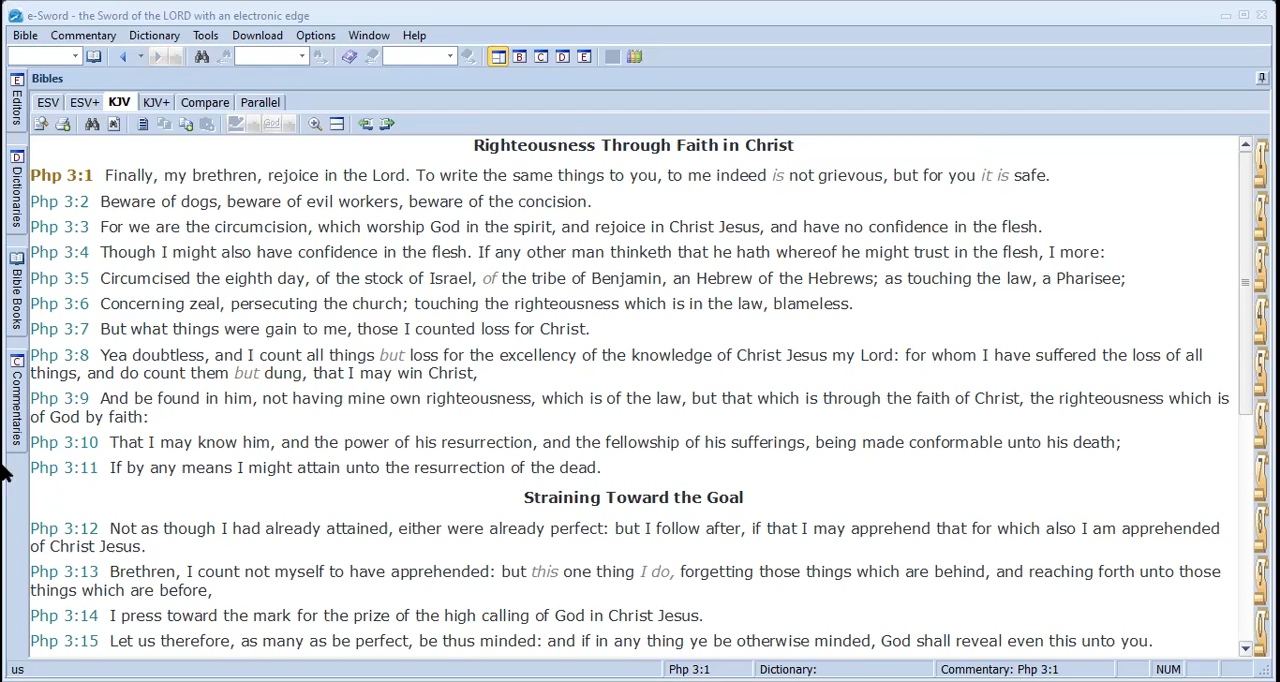 e-Sword - the Sword of the LORD with an electronic edge
Bible Commentary Dictionary Tools Download Options Window Help
B C D E
Bibles
ESV ESV+ KJV KJV+ Compare Parallel
God
E Editors
D Dictionaries
Bible Books
C Commentaries
Righteousness Through Faith in Christ
Php 3:1 Finally, my brethren, rejoice in the Lord. To write the same things to you, to me indeed is not grievous, but for you it is safe.
Php 3:2 Beware of dogs, beware of evil workers, beware of the concision.
Php 3:3 For we are the circumcision, which worship God in the spirit, and rejoice in Christ Jesus, and have no confidence in the flesh.
Php 3:4 Though I might also have confidence in the flesh. If any other man thinketh that he hath whereof he might trust in the flesh, I more:
Php 3:5 Circumcised the eighth day, of the stock of Israel, of the tribe of Benjamin, an Hebrew of the Hebrews; as touching the law, a Pharisee;
Php 3:6 Concerning zeal, persecuting the church; touching the righteousness which is in the law, blameless.
Php 3:7 But what things were gain to me, those I counted loss for Christ.
Php 3:8 Yea doubtless, and I count all things but loss for the excellency of the knowledge of Christ Jesus my Lord: for whom I have suffered the loss of all
things, and do count them but dung, that I may win Christ,
Php 3:9 And be found in him, not having mine own righteousness, which is of the law, but that which is through the faith of Christ, the righteousness which is
of God by faith:
Php 3:10 That I may know him, and the power of his resurrection, and the fellowship of his sufferings, being made conformable unto his death;
Php 3:11 If by any means I might attain unto the resurrection of the dead.
Straining Toward the Goal
Php 3:12 Not as though I had already attained, either were already perfect: but I follow after, if that I may apprehend that for which also I am apprehended
of Christ Jesus.
Php 3:13 Brethren, I count not myself to have apprehended: but this one thing I do, forgetting those things which are behind, and reaching forth unto those
things which are before,
Php 3:14 I press toward the mark for the prize of the high calling of God in Christ Jesus.
Php 3:15 Let us therefore, as many as be perfect, be thus minded: and if in any thing ye be otherwise minded, God shall reveal even this unto you.
1
2
3
4
5
6
7
8
9
0
us Php 3:1 Dictionary: Commentary: Php 3:1 NUM